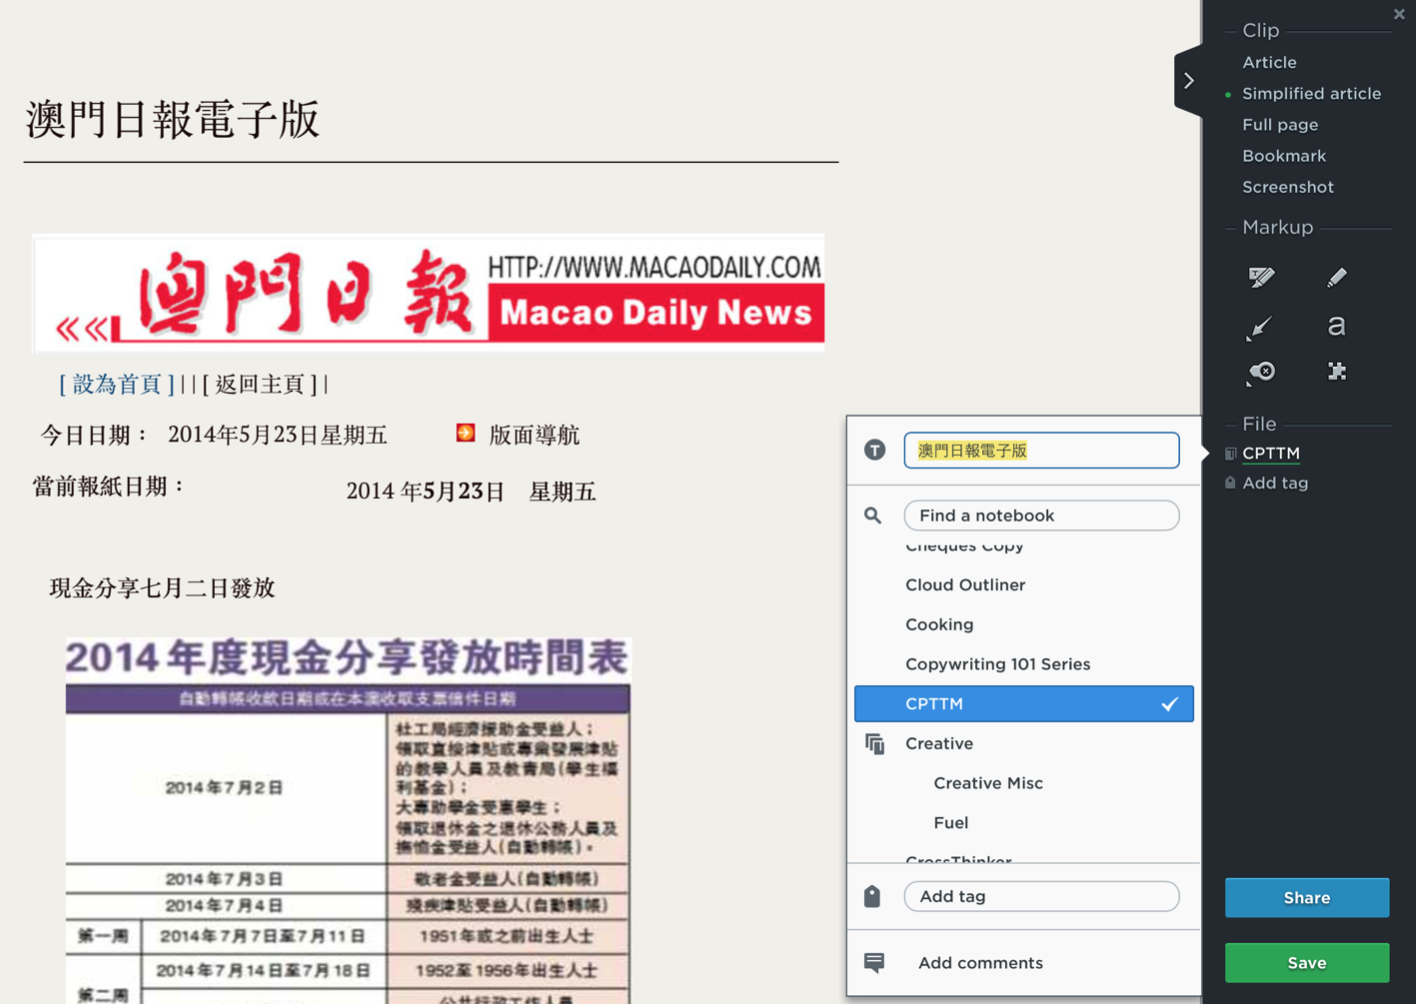 澳門日報電子版
澳門日報
HTTP://WWW.MACAODAILY.COM
Macao Daily News
[ 設為首頁 ] | | [ 返回主頁 ] |
今日日期： 2014年5月23日星期五 版面導航
當前報紙日期： 2014 年5月23日 星期五
現金分享七月二日發放
2014年度現金分享發放時間表
自動轉帳收款日期或在本澳收取支票信件日期
2014年7月2日
社工局經濟援助金受益人；
領取直接津貼或專業發展津貼
的教學人員及教青局(學生福
利基金)；
大專助學金受惠學生；
領取退休金之退休公務人員及
撫恤金受益人(自動轉帳)。
2014年7月3日 敬老金受益人(自動轉帳)
2014年7月4日 殘疾津貼受益人(自動轉帳)
第一周 2014年7月7日至7月11日 1951年或之前出生人士
第二周 2014年7月14日至7月18日 1952至1956年出生人士
公共行政工作人員
澳門日報電子版
Find a notebook
Cheques Copy
Cloud Outliner
Cooking
Copywriting 101 Series
CPTTM
Creative
Creative Misc
Fuel
CrossThinker
Add tag
Add comments
Clip
Article
Simplified article
Full page
Bookmark
Screenshot
Markup
a
File
CPTTM
Add tag
Share
Save